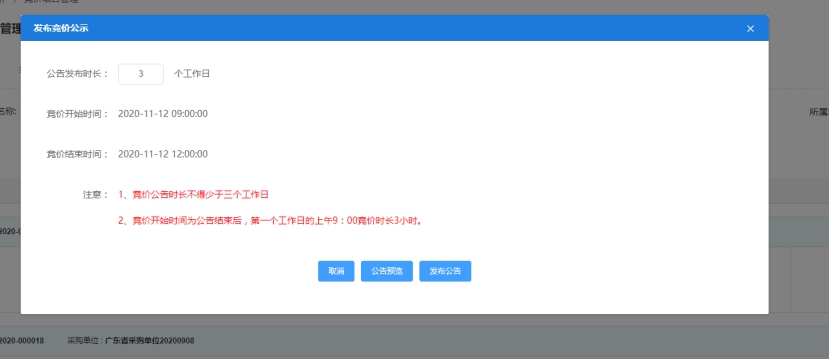 竞价项目管理
管理
发布竞价公示
公告发布时长： 3 个工作日
名称:
所属
竞价开始时间： 2020-11-12 09:00:00
竞价结束时间： 2020-11-12 12:00:00
注意： 1、竞价公告时长不得少于三个工作日
2、竞价开始时间为公告结束后，第一个工作日的上午9：00竞价时长3小时。
2020-0
取消 公告预览 发布公告
2020-000018 采购单位：广东省采购单位20200908